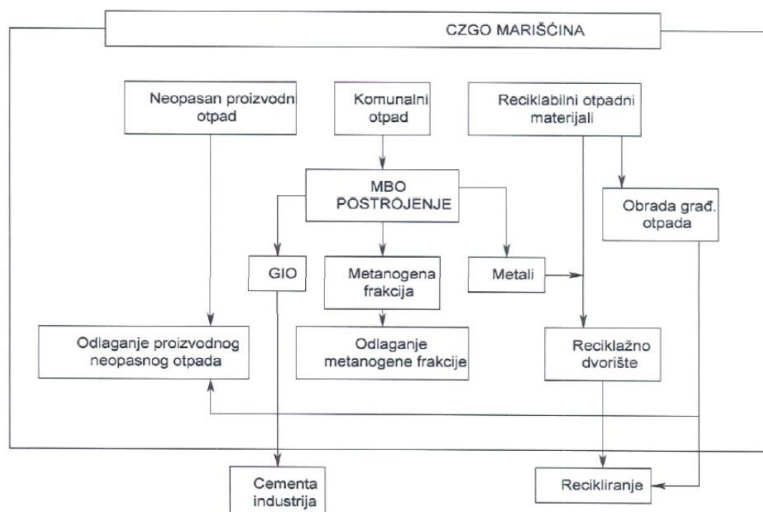 CZGO MARIŠĆINA
Neopasan proizvodni
otpad
Komunalni
otpad
Reciklabilni otpadni
materijali
MBO
POSTROJENJE
Obrada građ.
otpada
GIO
Metanogena
frakcija
Metali
Odlaganje proizvodnog
neopasnog otpada
Odlaganje
metanogene frakcije
Reciklažno
dvorište
Cementa
industrija
Recikliranje